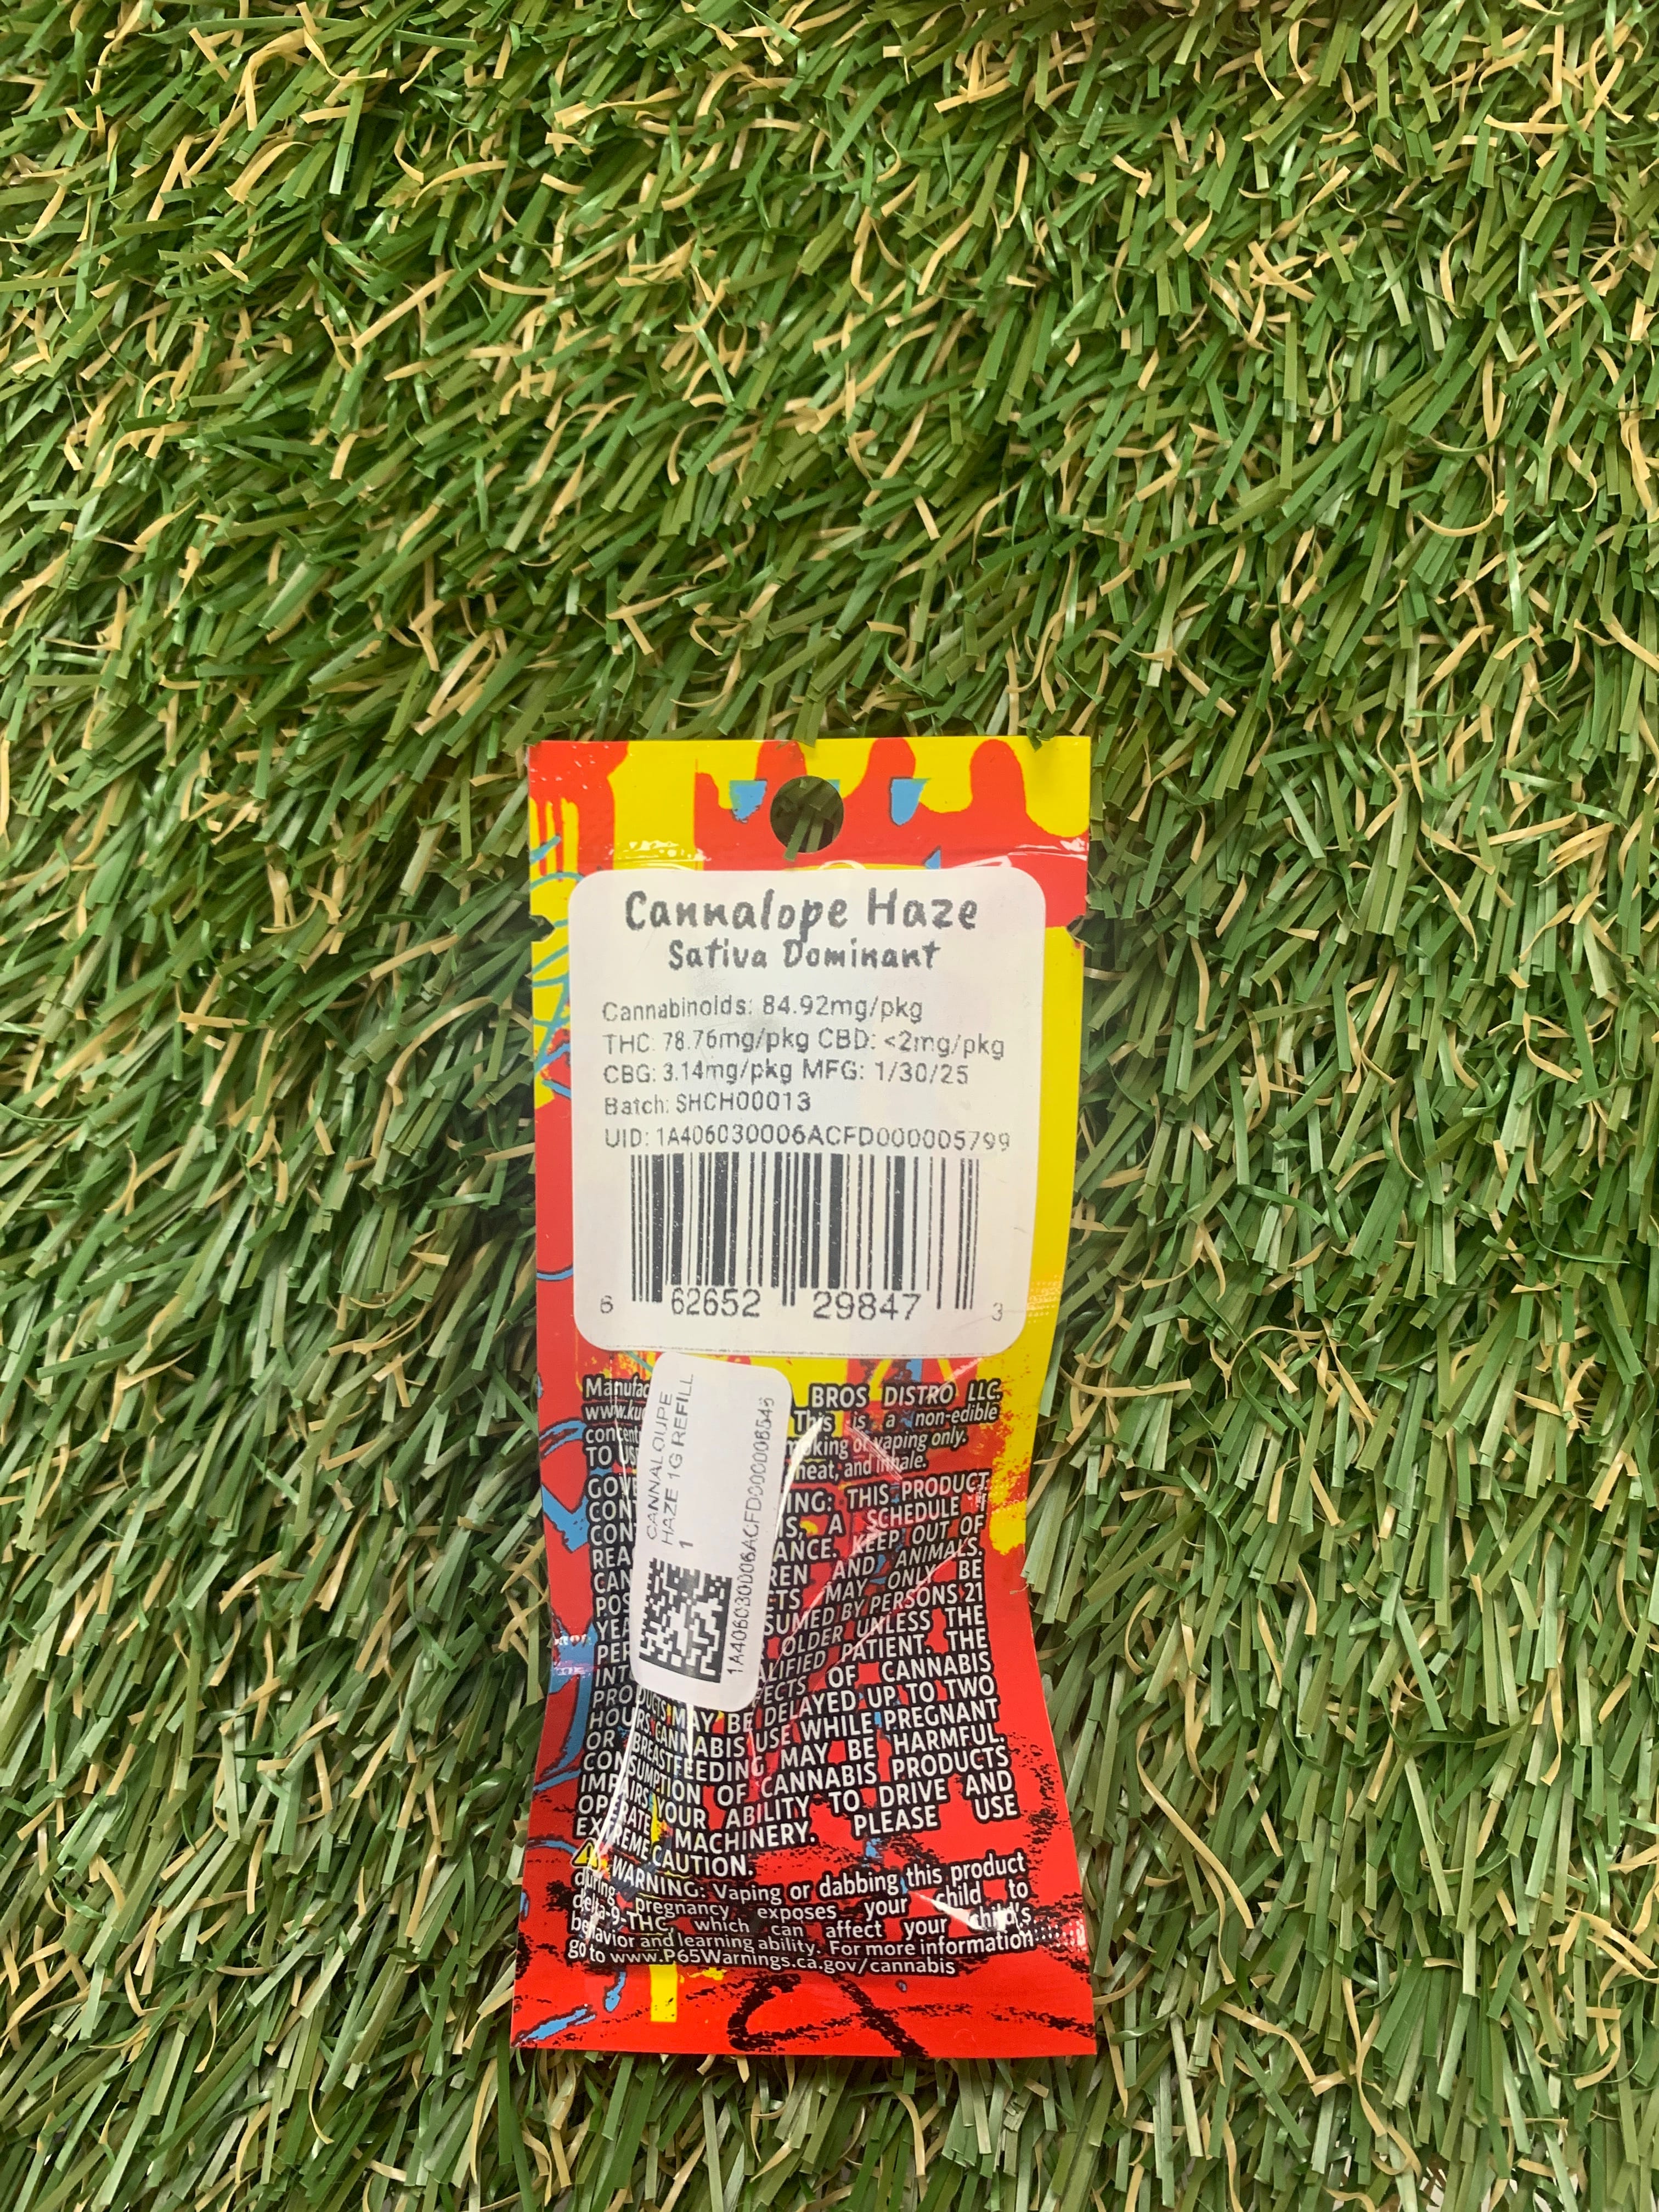 Cannalope Haze
Sativa Dominant
Cannabinoids: 84.92mg/pkg
THC: 78.76mg/pkg CBD: <2mg/pkg
CBG: 3.14mg/pkg MFG: 1/30/25
Batch: SHCH00013
UID: 1A406030006ACFD000005799
6 62652 29847 3
CANNALOUPE
HAZE 1G REFILL
1
BROS DISTRO LLC.
This is a non-edible
or vaping only.
heat, and inhale.
THIS PRODUCT
A SCHEDULE
KEEP OUT OF
AND ANIMALS.
MAY ONLY BE
BY PERSONS 21
OLDER UNLESS THE
PATIENT. THE
OF CANNABIS
PRODUCTS MAY BE DELAYED UP TO TWO
HOURS. CANNABIS USE WHILE PREGNANT
OR BREASTFEEDING MAY BE HARMFUL.
CONSUMPTION OF CANNABIS PRODUCTS
IMPAIRS YOUR ABILITY TO DRIVE AND
OPERATE MACHINERY. PLEASE USE
EXTREME CAUTION.
WARNING: Vaping or dabbing this product
during pregnancy exposes your child to
delta-9-THC, which can affect your child's
behavior and learning ability. For more information
go to www.P65Warnings.ca.gov/cannabis